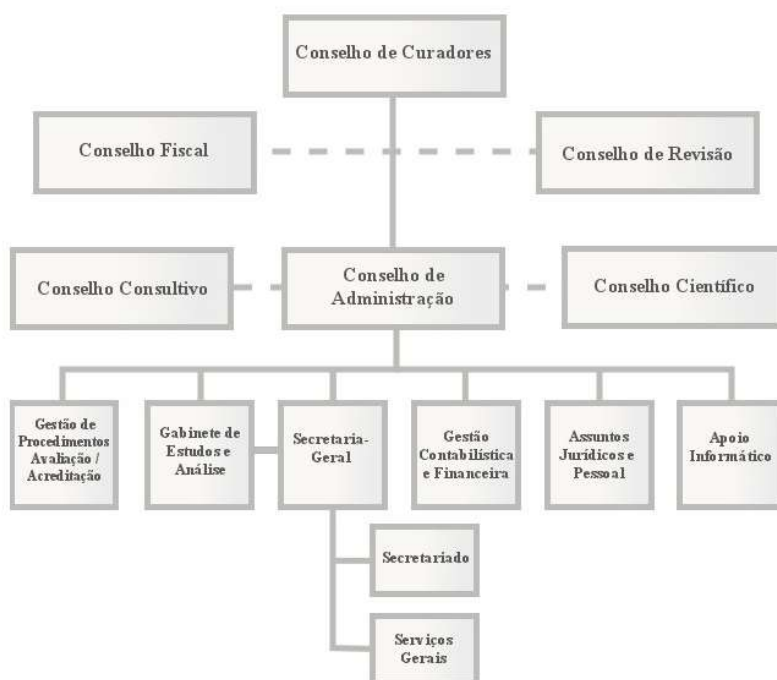 Conselho de Curadores
Conselho Fiscal
Conselho de Revisão
Conselho Consultivo
Conselho de
Administração
Conselho Científico
Gestão de
Procedimentos
Avaliação /
Acreditação
Gabinete de
Estudos e
Análise
Secretaria-
Geral
Gestão
Contabilística
e Financeira
Assuntos
Jurídicos e
Pessoal
Apoio
Informático
Secretariado
Serviços
Gerais